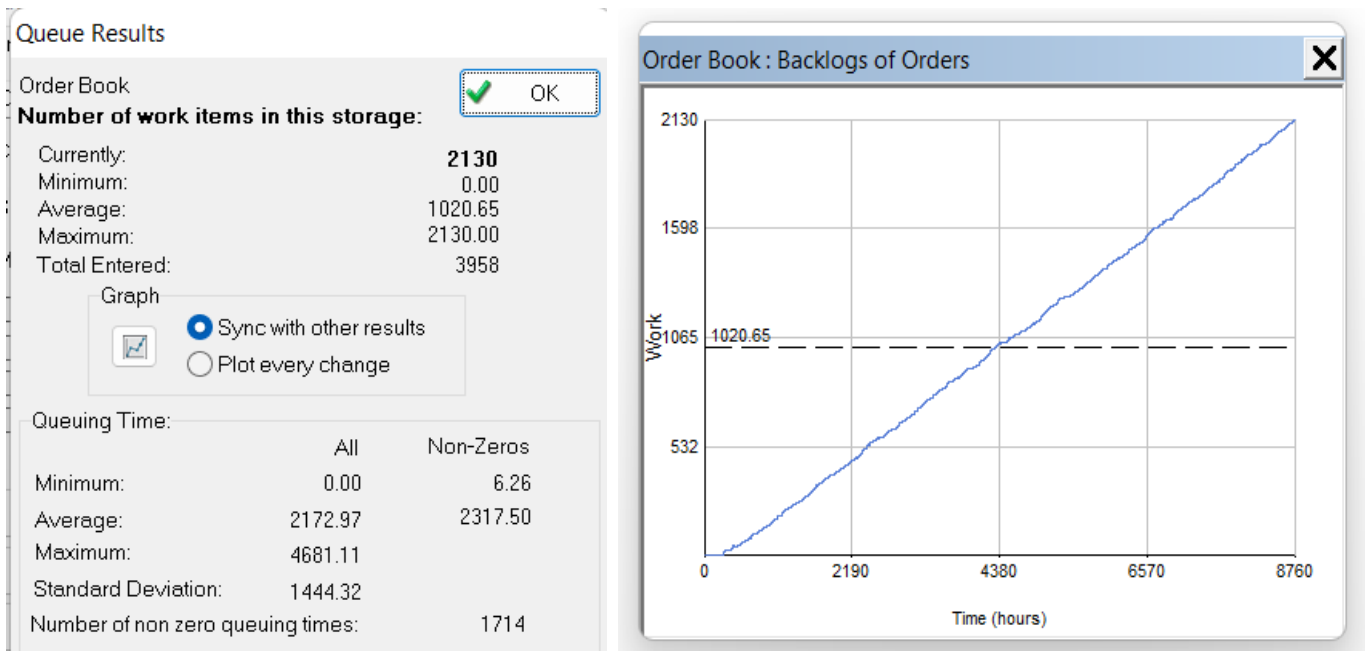 Queue Results
Order Book
OK
Number of work items in this storage:
Currently: 2130
Minimum: 0.00
Average: 1020.65
Maximum: 2130.00
Total Entered: 3958
Graph
Sync with other results
Plot every change
Queuing Time:
All Non-Zeros
Minimum: 0.00 6.26
Average: 2172.97 2317.50
Maximum: 4681.11
Standard Deviation: 1444.32
Number of non zero queuing times: 1714
Order Book : Backlogs of Orders
2130
1598
Work
1065
1020.65
532
0 2190 4380 6570 8760
Time (hours)